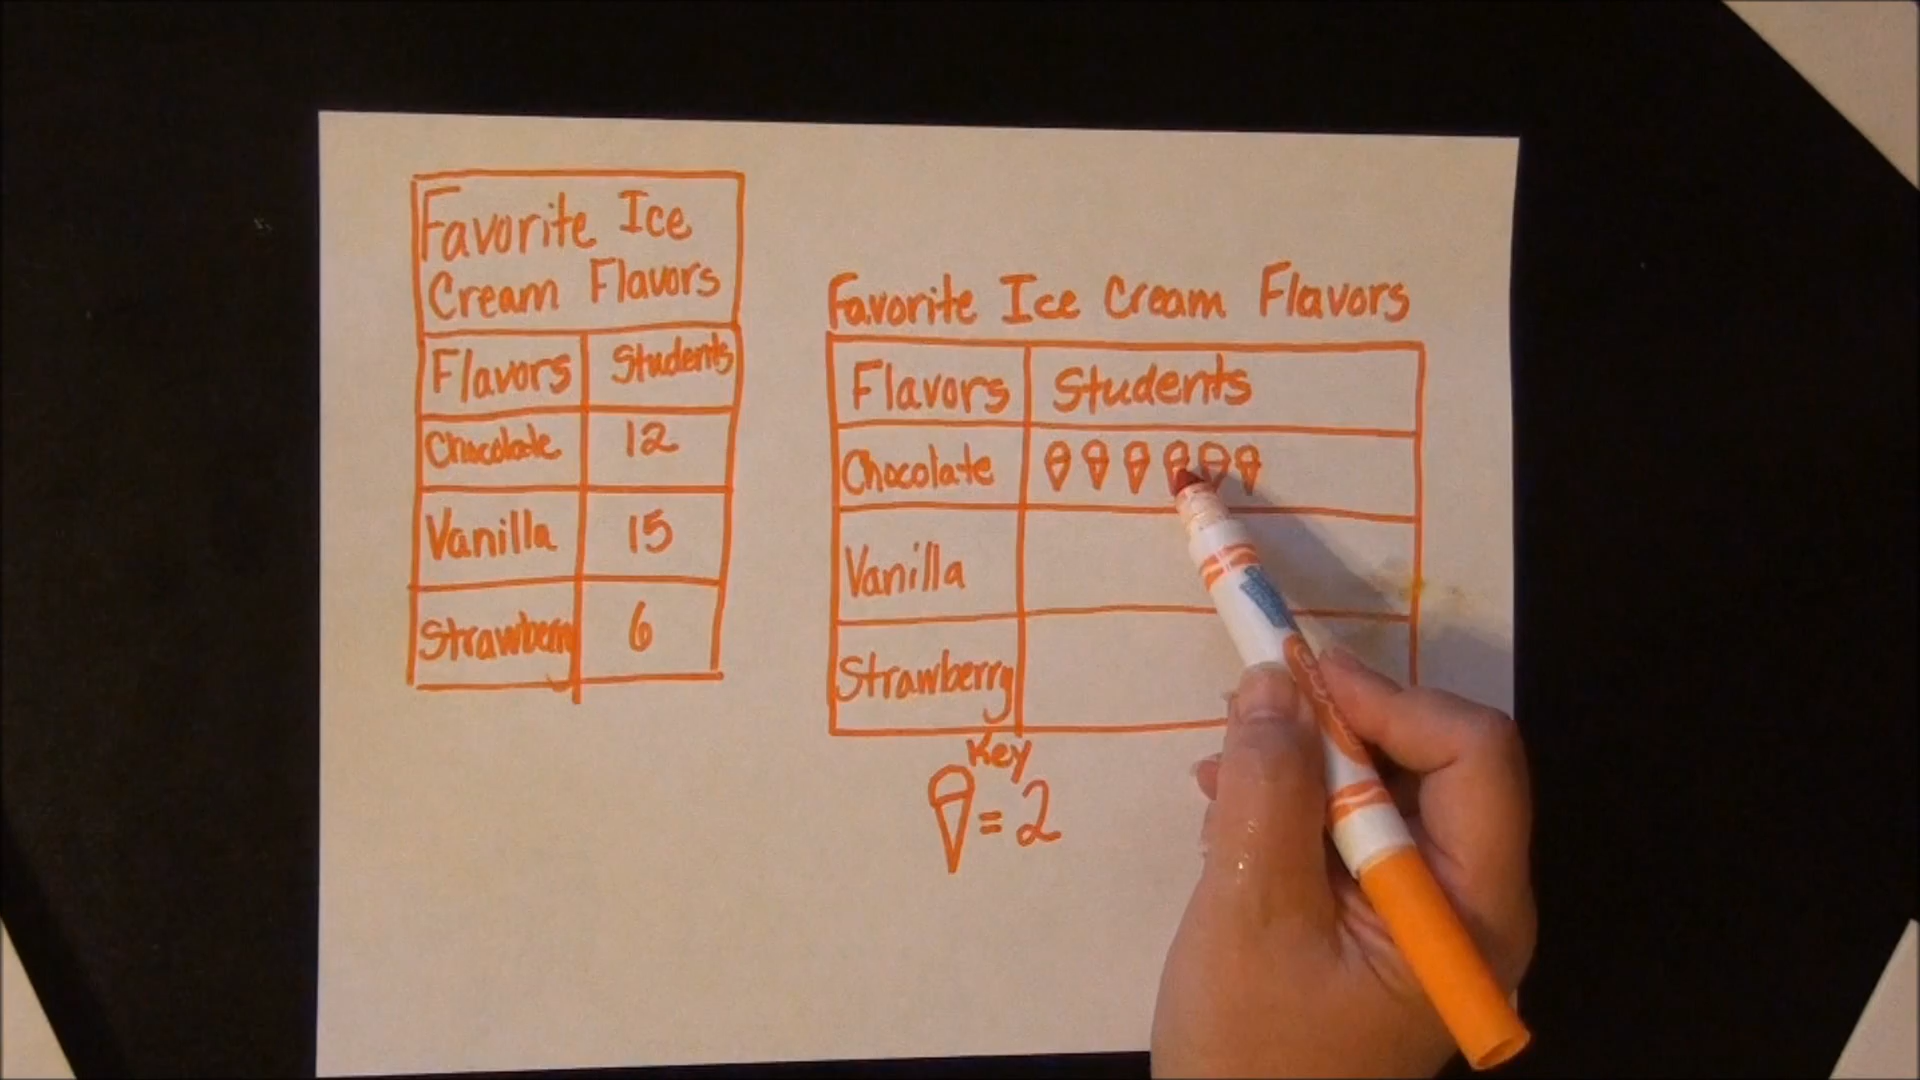 Favorite Ice
Cream Flavors
Flavors Students
Chocolate 12
Vanilla 15
Strawberry 6
Favorite Ice Cream Flavors
Flavors Students
Chocolate
Vanilla
Strawberry
Key
= 2